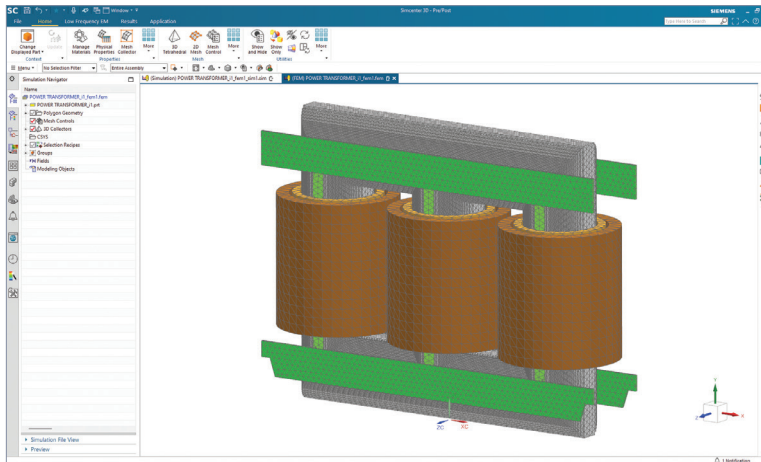 SC Window Simcenter 3D - Pre/Post SIEMENS
File Home Low Frequency EM Results Application
Change Displayed Part
Manage Materials
Physical Properties
Mesh Collector
More
3D Tetrahedral
2D Mesh
Mesh Control
More
Show and Hide
Show Only
More
Context Properties Mesh Utilities
Menu No Selection Filter Entire Assembly
Simulation Navigator
(Simulation) POWER TRANSFORMER_i1_fem1_sim1.sim
(FEM) POWER TRANSFORMER_i1_fem1.fem
Name
POWER TRANSFORMER_i1_fem1.fem
POWER TRANSFORMER_i1.prt
Polygon Geometry
Mesh Controls
3D Collectors
CSYS
Selection Recipes
Groups
Fields
Modeling Objects
ZC XC
Y
Z X
Simulation File View
Preview
1 Notification